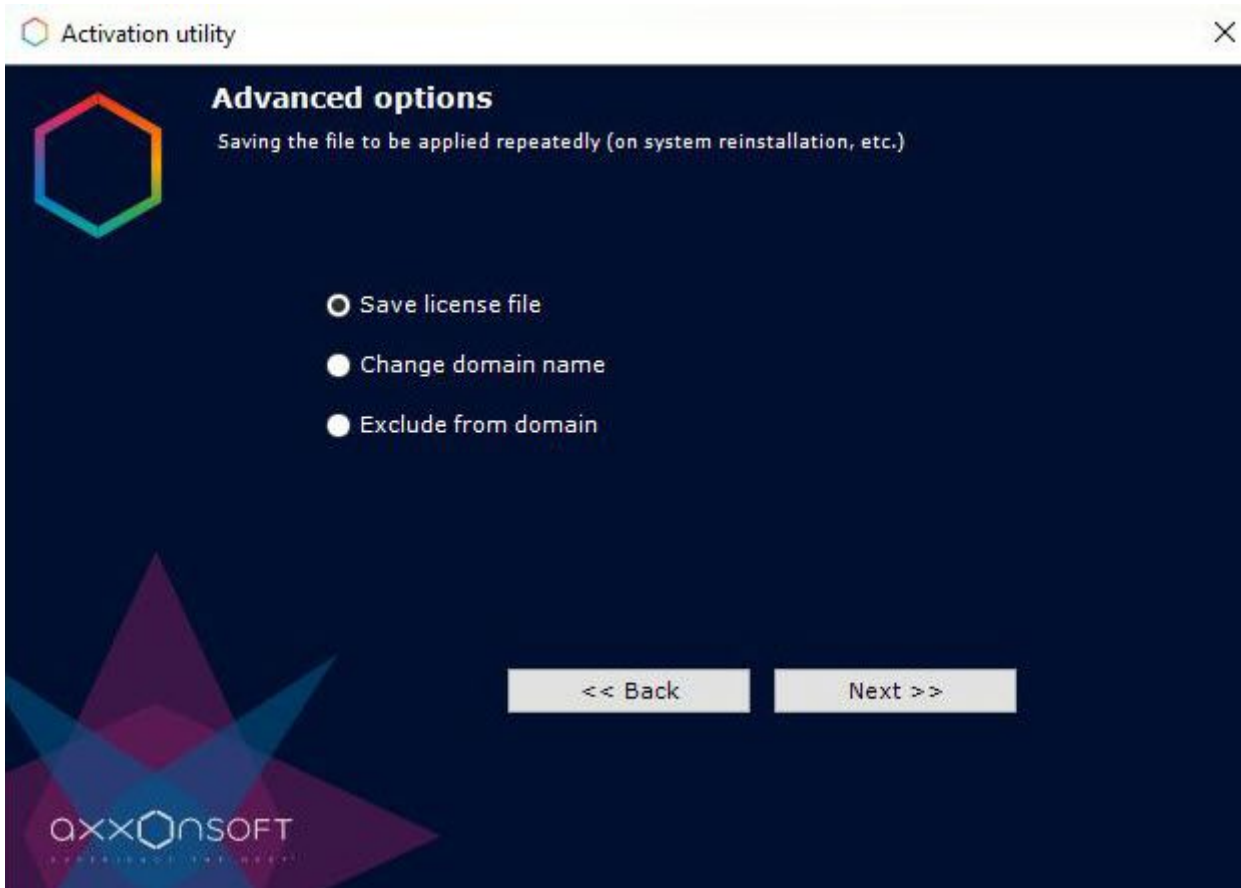 Activation utility
Advanced options
Saving the file to be applied repeatedly (on system reinstallation, etc.)
Save license file
Change domain name
Exclude from domain
<< Back
Next >>
axxonsoft